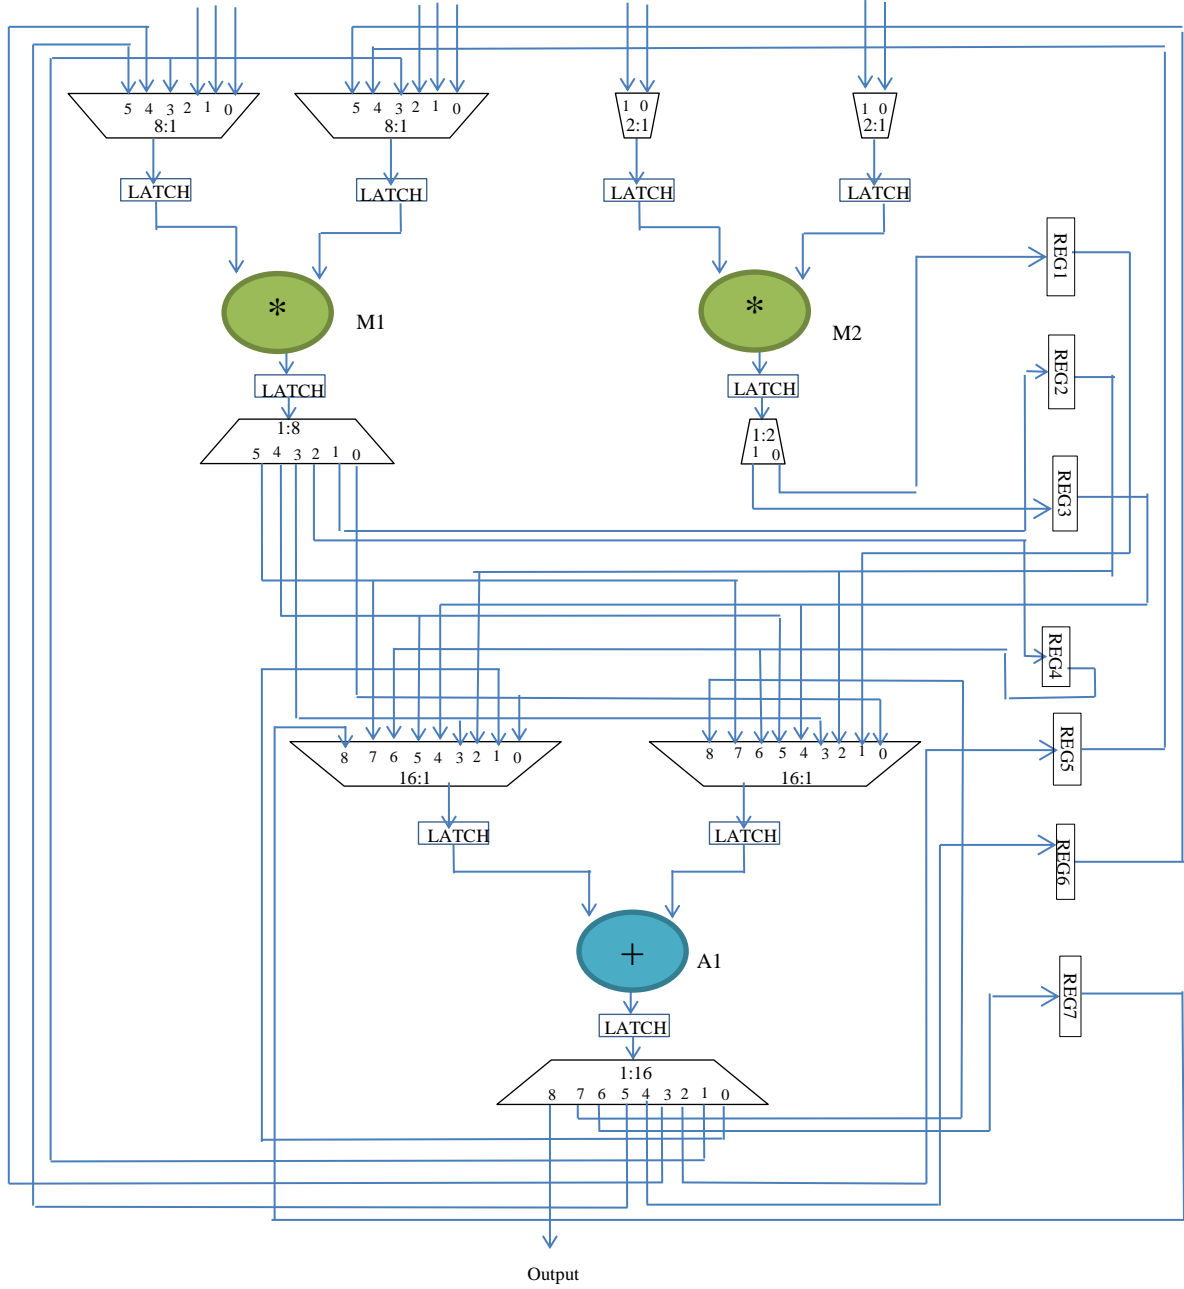 5 4 3 2 1 0
8:1
5 4 3 2 1 0
8:1
1 0
2:1
1 0
2:1
LATCH
LATCH
LATCH
LATCH
REG1
*
M1
*
M2
REG2
LATCH
LATCH
1:8
5 4 3 2 1 0
1:2
1 0
REG3
REG4
REG5
8 7 6 5 4 3 2 1 0
16:1
8 7 6 5 4 3 2 1 0
16:1
LATCH
LATCH
REG6
+
A1
REG7
LATCH
1:16
8 7 6 5 4 3 2 1 0
Output